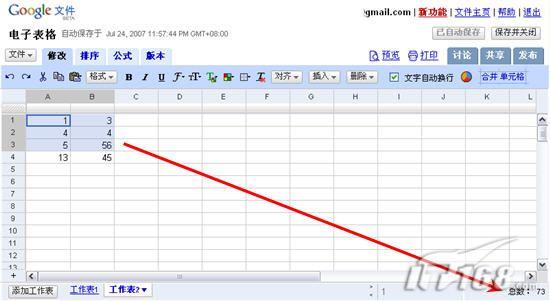 Google 文件
BETA
gmail.com | 新功能 | 文件主页 | 帮助 | 退出
电子表格 自动保存于 Jul 24, 2007 11:57:44 PM GMT+08:00
已自动保存 保存并关闭
文件 修改 排序 公式 版本
预览 打印 讨论 共享 发布
格式 对齐 插入 删除 文本自动换行 合并 单元格
A B C D E F G H I J K L
1 1 3
2 4 4
3 5 56
4 13 45
5
6
7
8
9
10
11
12
13
添加工作表 工作表1 工作表2 1 总数: 73
IT168.com